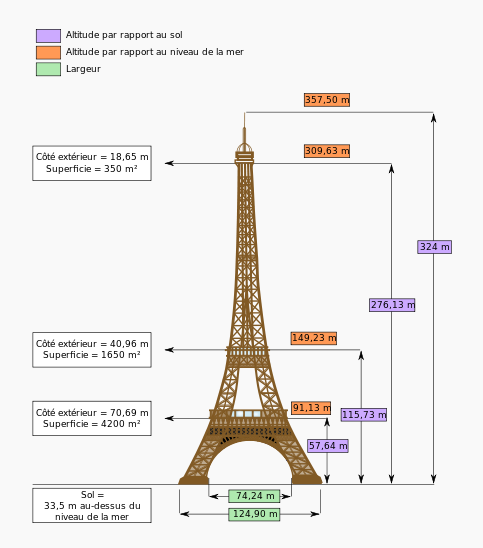 Altitude par rapport au sol
Altitude par rapport au niveau de la mer
Largeur
357,50 m
309,63 m
Côté extérieur = 18,65 m
Superficie = 350 m²
324 m
276,13 m
149,23 m
Côté extérieur = 40,96 m
Superficie = 1650 m²
91,13 m
115,73 m
Côté extérieur = 70,69 m
Superficie = 4200 m²
57,64 m
Sol =
33,5 m au-dessus du
niveau de la mer
74,24 m
124,90 m